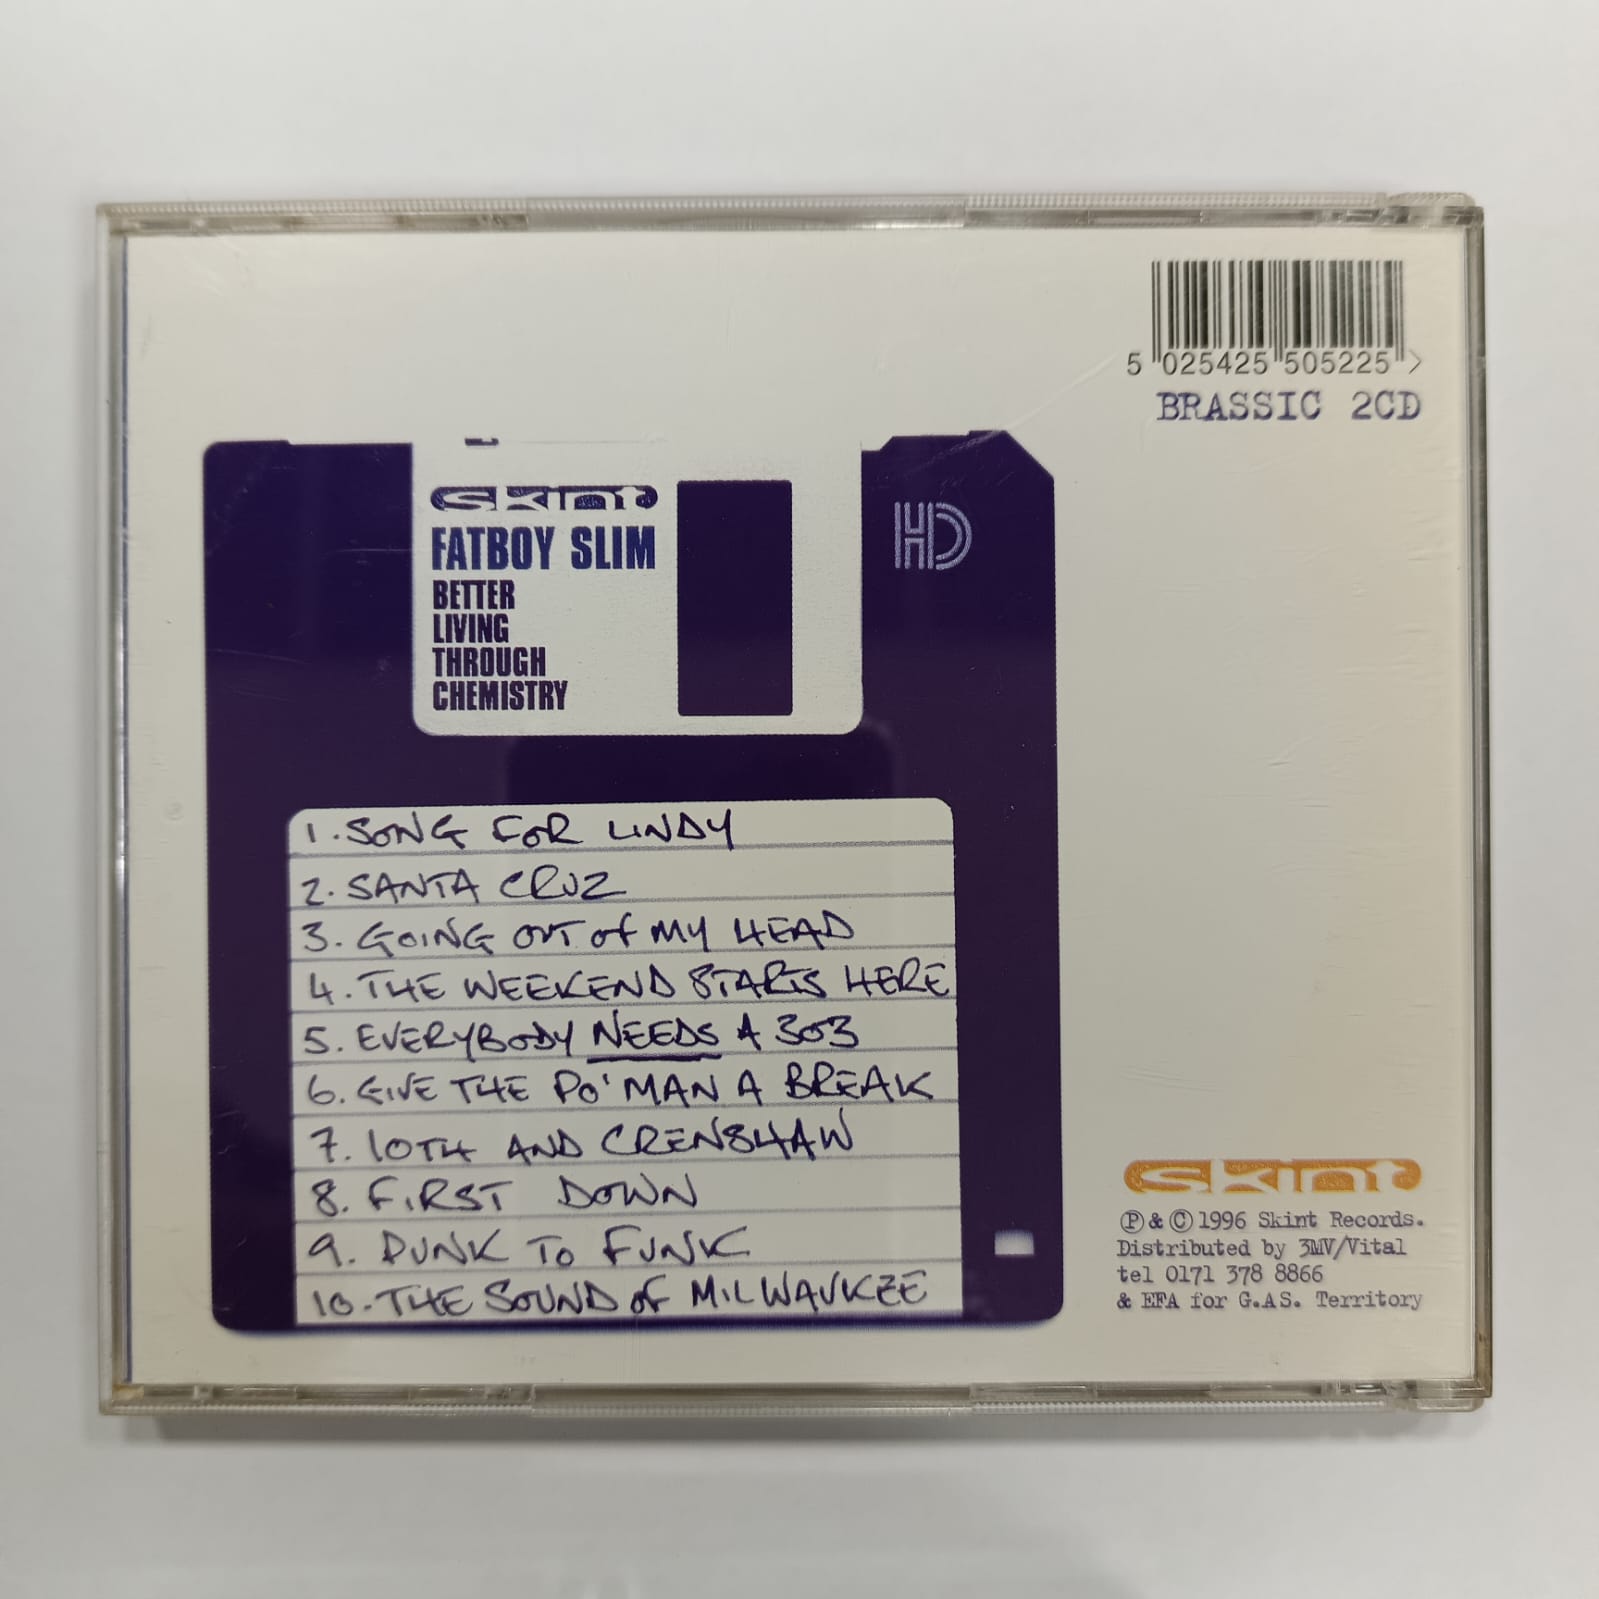 5 025425 505225 >
BRASSIC 2CD
Skint
FATBOY SLIM
BETTER
LIVING
THROUGH
CHEMISTRY
HD
1. SONG FOR LINDY
2. SANTA CRUZ
3. GOING OUT OF MY HEAD
4. THE WEEKEND STARTS HERE
5. EVERYBODY NEEDS A 303
6. GIVE THE PO' MAN A BREAK
7. 10TH AND CRENSHAW
8. FIRST DOWN
9. PUNK TO FUNK
10. THE SOUND OF MILWAUKEE
Skint
℗ & © 1996 Skint Records.
Distributed by 3MV/Vital
tel 0171 378 8866
& EFA for G.A.S. Territory